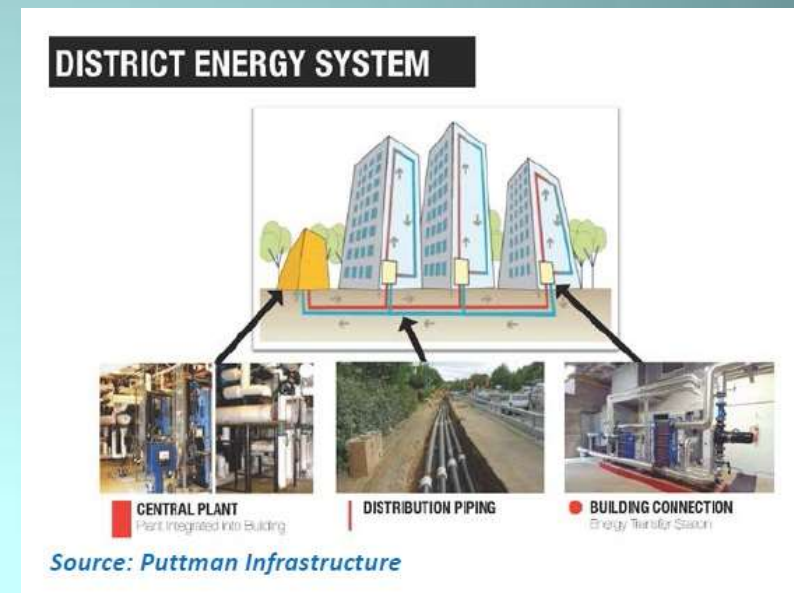 DISTRICT ENERGY SYSTEM
CENTRAL PLANT
Plant Integrated Into Building
DISTRIBUTION PIPING
BUILDING CONNECTION
Energy Transfer Station
Source: Puttman Infrastructure